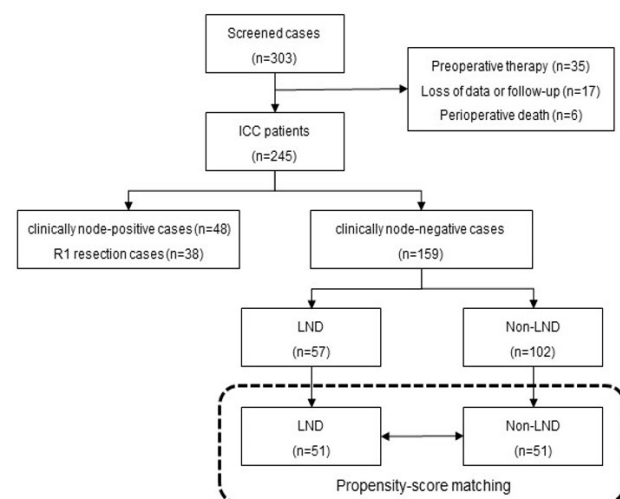 Screened cases
(n=303)
Preoperative therapy (n=35)
Loss of data or follow-up (n=17)
Perioperative death (n=6)
ICC patients
(n=245)
clinically node-positive cases (n=48)
R1 resection cases (n=38)
clinically node-negative cases
(n=159)
LND
(n=57)
Non-LND
(n=102)
LND
(n=51)
Non-LND
(n=51)
Propensity-score matching